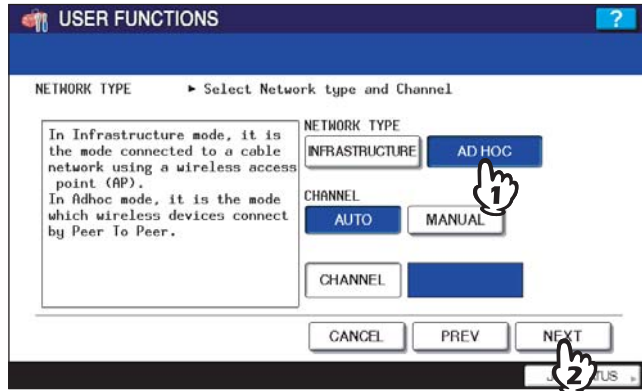 USER FUNCTIONS ?
NETWORK TYPE ► Select Network type and Channel
In Infrastructure mode, it is
the mode connected to a cable
network using a wireless access
point (AP).
In Adhoc mode, it is the mode
which wireless devices connect
by Peer To Peer.
NETWORK TYPE
INFRASTRUCTURE AD HOC
1
CHANNEL
AUTO MANUAL
CHANNEL
CANCEL PREV NEXT
2